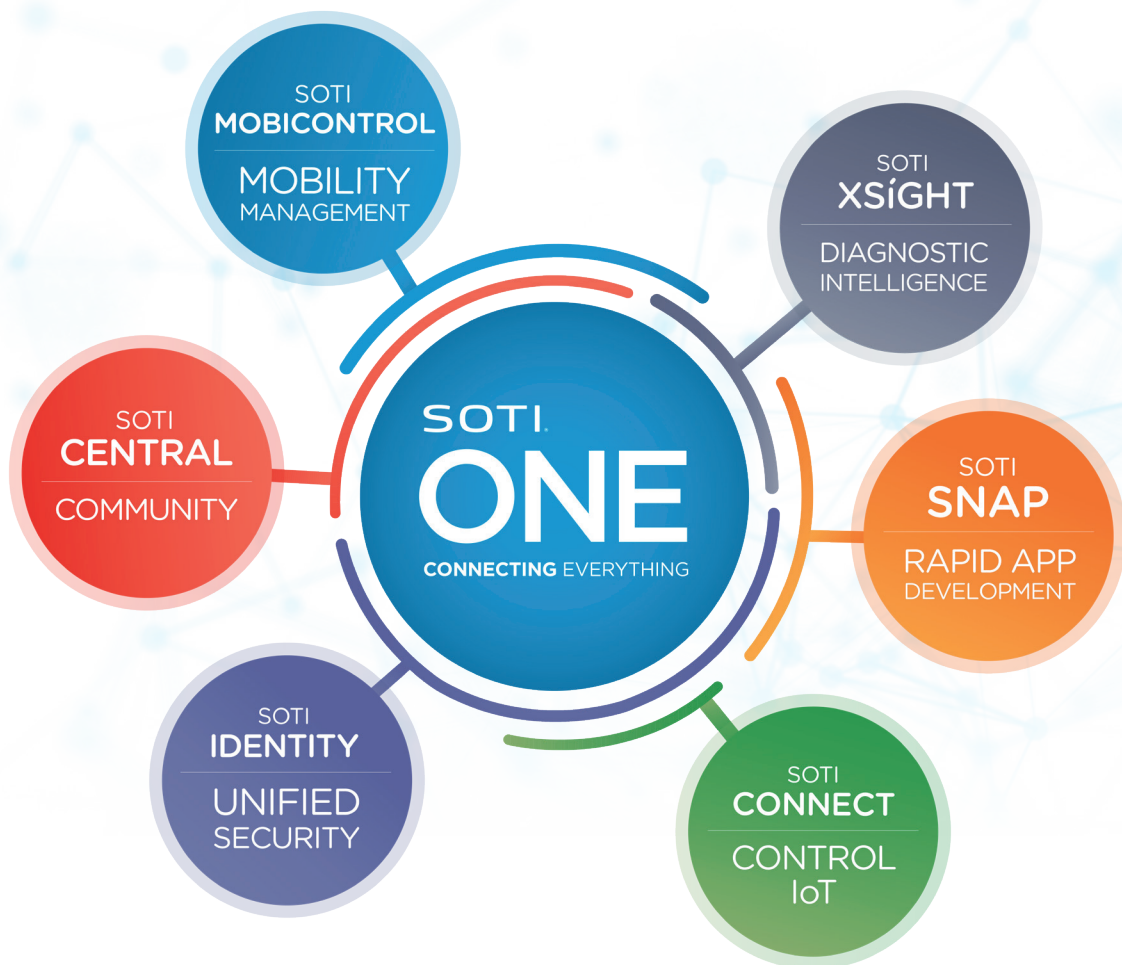 SOTI
MOBICONTROL
MOBILITY
MANAGEMENT
SOTI
XSíGHT
DIAGNOSTIC
INTELLIGENCE
SOTI
CENTRAL
COMMUNITY
SOTI.
ONE
CONNECTING EVERYTHING
SOTI
SNAP
RAPID APP
DEVELOPMENT
SOTI
IDENTITY
UNIFIED
SECURITY
SOTI
CONNECT
CONTROL
IoT